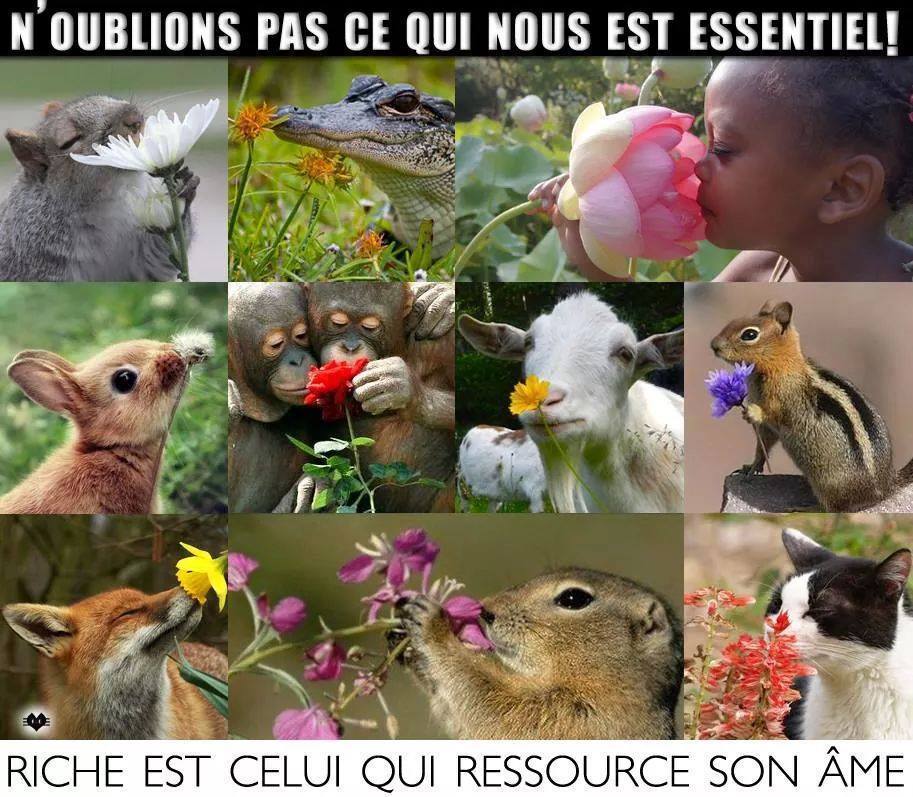 N'OUBLIONS PAS CE QUI NOUS EST ESSENTIEL!
RICHE EST CELUI QUI RESSOURCE SON ÂME